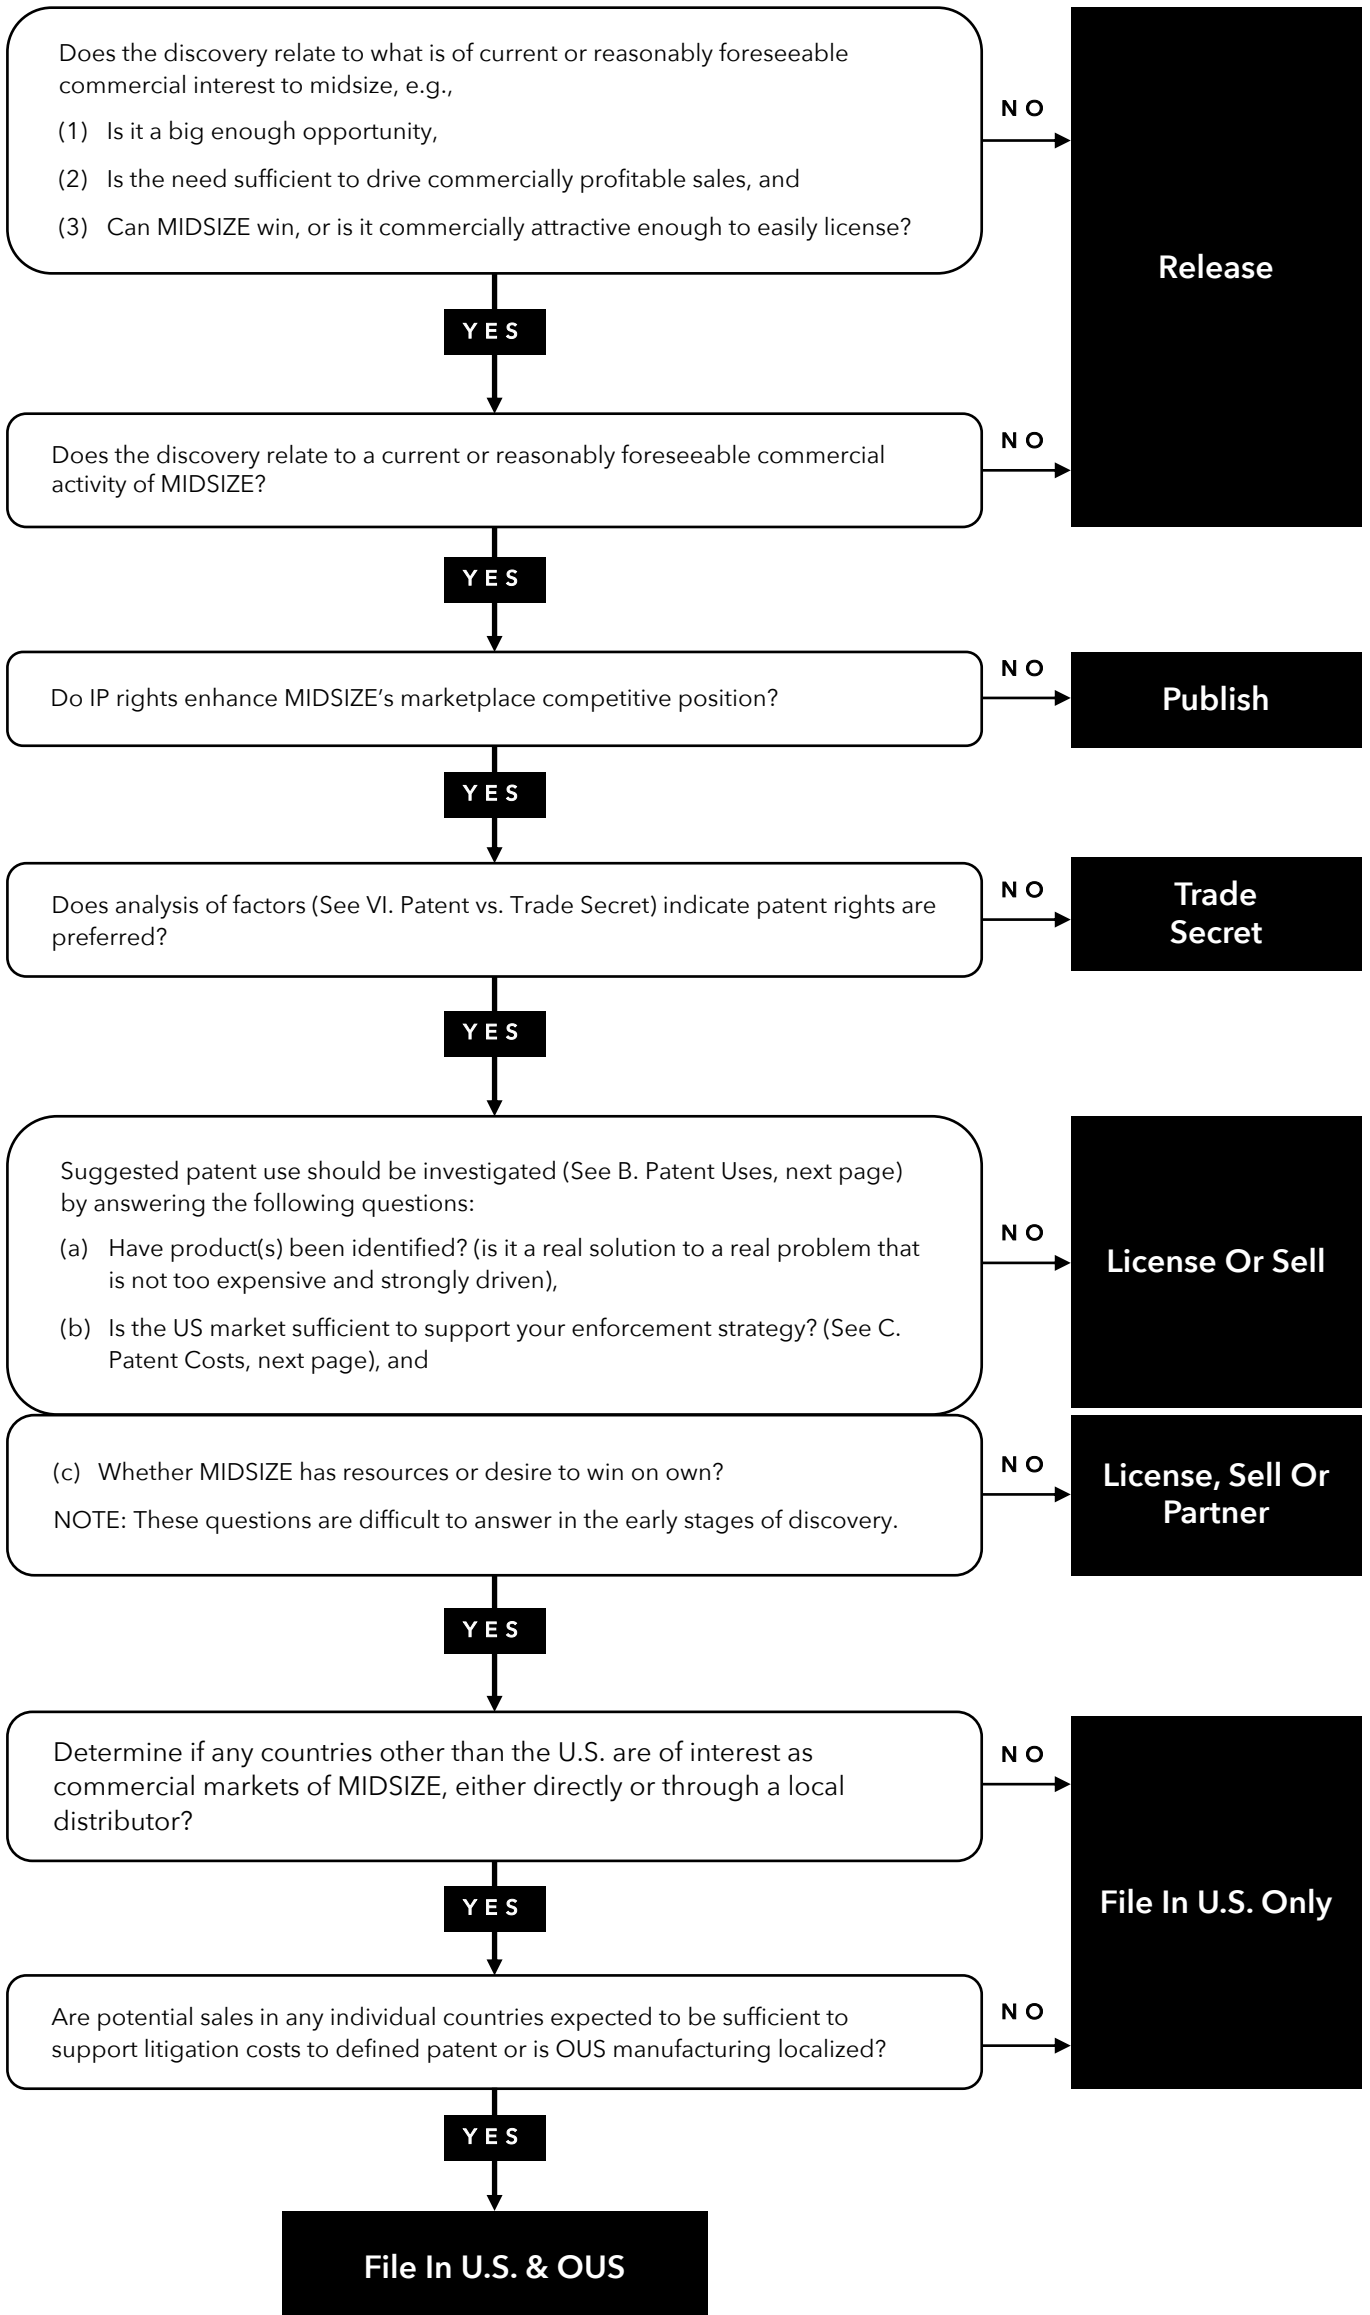 Does the discovery relate to what is of current or reasonably foreseeable
commercial interest to midsize, e.g.,
(1) Is it a big enough opportunity,
(2) Is the need sufficient to drive commercially profitable sales, and
(3) Can MIDSIZE win, or is it commercially attractive enough to easily license?
NO
Release
YES
Does the discovery relate to a current or reasonably foreseeable commercial
activity of MIDSIZE?
NO
YES
Do IP rights enhance MIDSIZE’s marketplace competitive position?
NO
Publish
YES
Does analysis of factors (See VI. Patent vs. Trade Secret) indicate patent rights are
preferred?
NO
Trade
Secret
YES
Suggested patent use should be investigated (See B. Patent Uses, next page)
by answering the following questions:
(a) Have product(s) been identified? (is it a real solution to a real problem that
is not too expensive and strongly driven),
(b) Is the US market sufficient to support your enforcement strategy? (See C.
Patent Costs, next page), and
NO
License Or Sell
(c) Whether MIDSIZE has resources or desire to win on own?
NOTE: These questions are difficult to answer in the early stages of discovery.
NO
License, Sell Or
Partner
YES
Determine if any countries other than the U.S. are of interest as
commercial markets of MIDSIZE, either directly or through a local
distributor?
NO
File In U.S. Only
YES
Are potential sales in any individual countries expected to be sufficient to
support litigation costs to defined patent or is OUS manufacturing localized?
NO
YES
File In U.S. & OUS